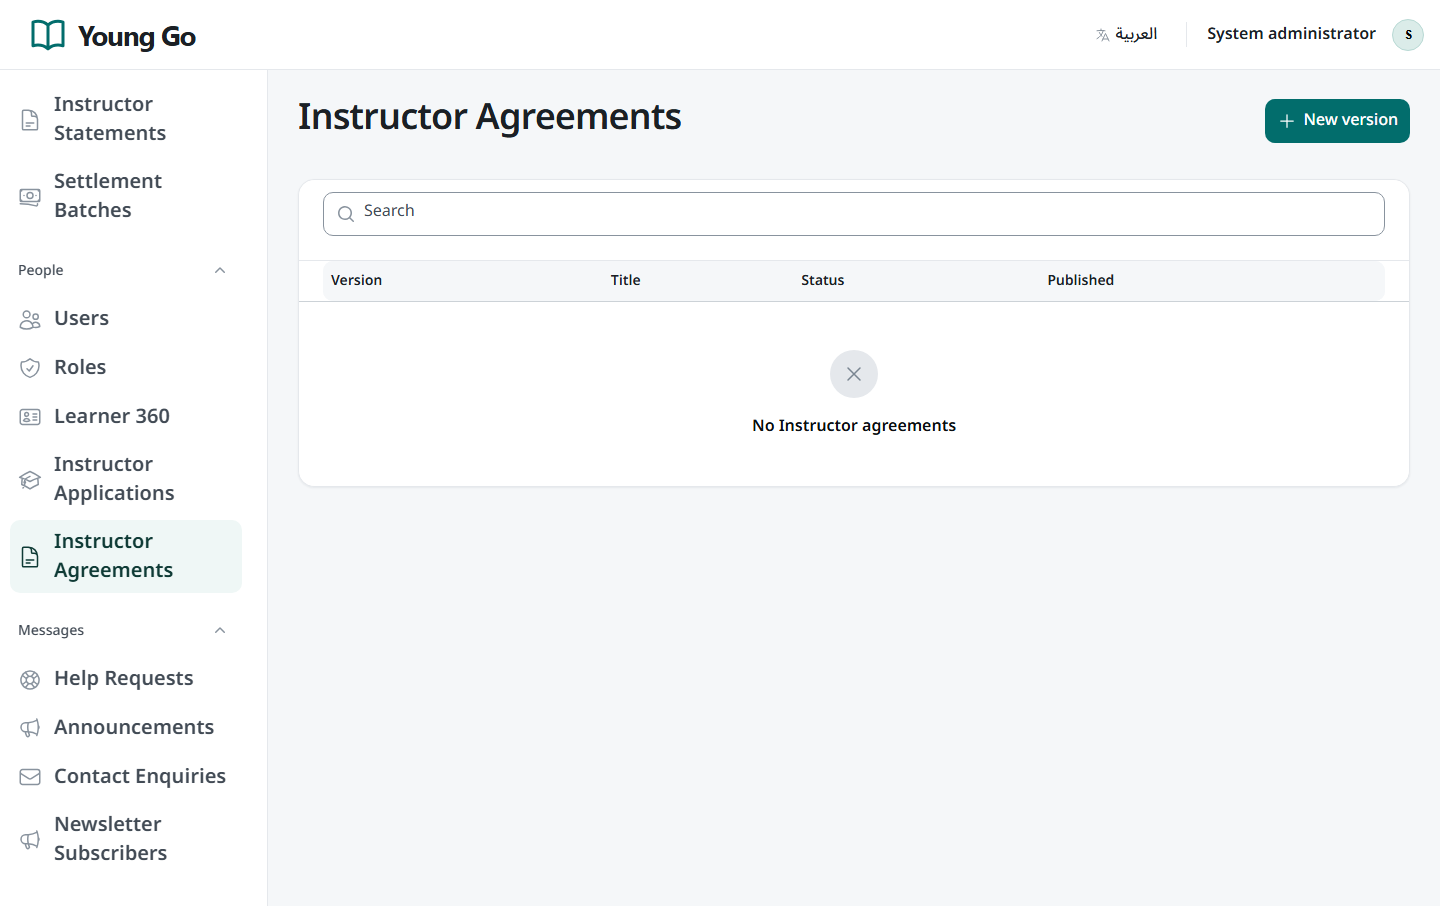 Young Go
العربية
System administrator
S
Instructor
Statements
Settlement
Batches
People
Users
Roles
Learner 360
Instructor
Applications
Instructor
Agreements
Messages
Help Requests
Announcements
Contact Enquiries
Newsletter
Subscribers
Instructor Agreements
New version
Search
Version Title Status Published
No Instructor agreements